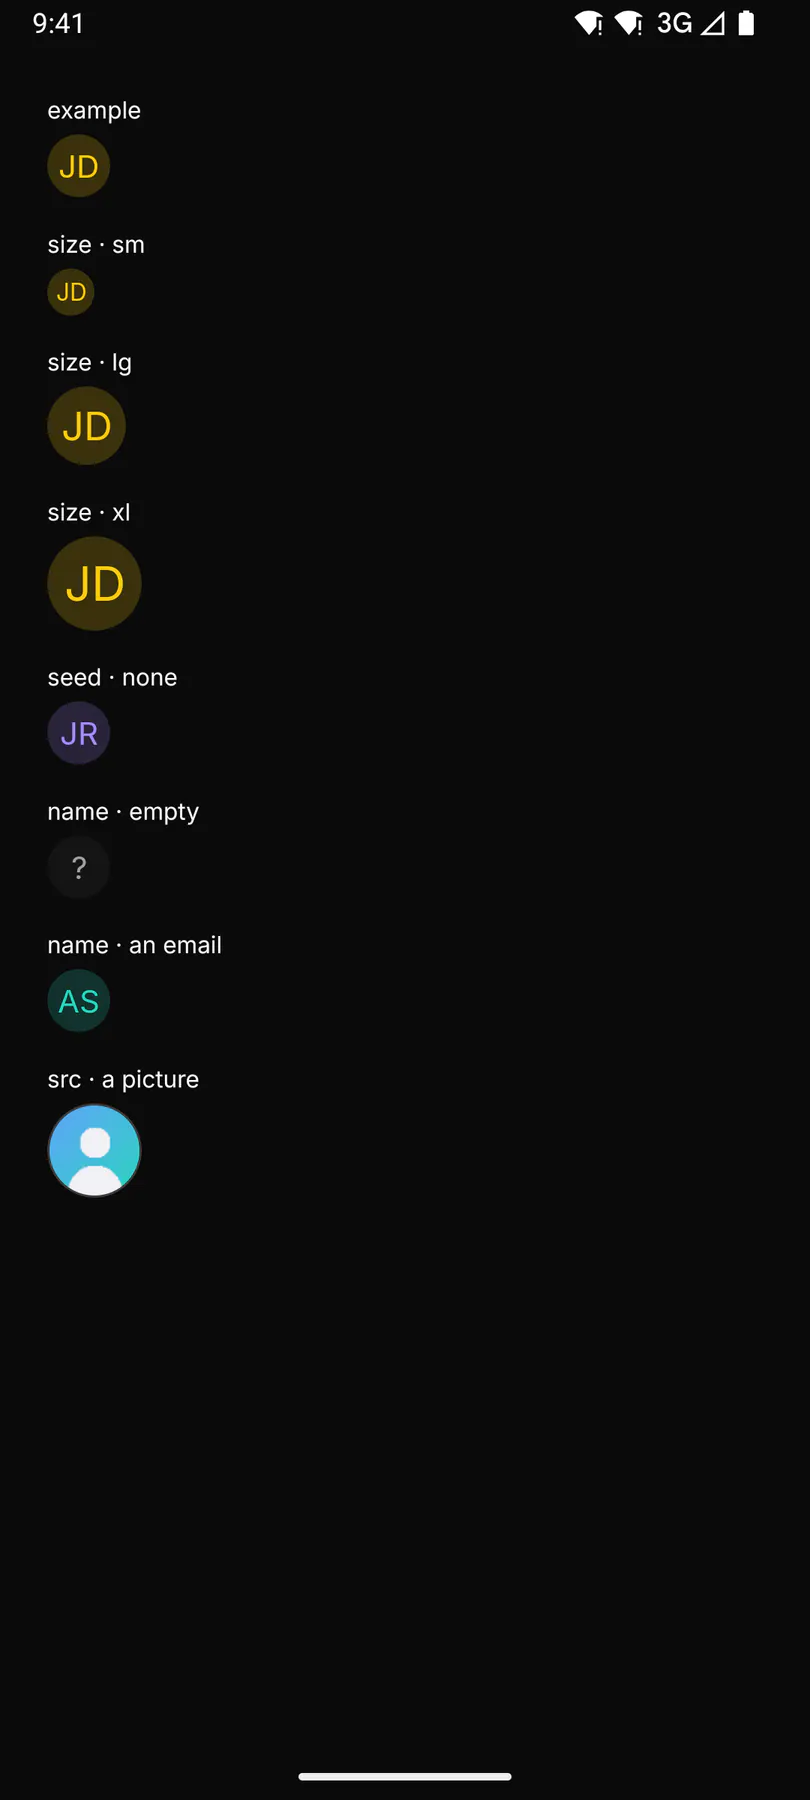 9:41 3G
example
JD
size · sm
JD
size · lg
JD
size · xl
JD
seed · none
JR
name · empty
?
name · an email
AS
src · a picture